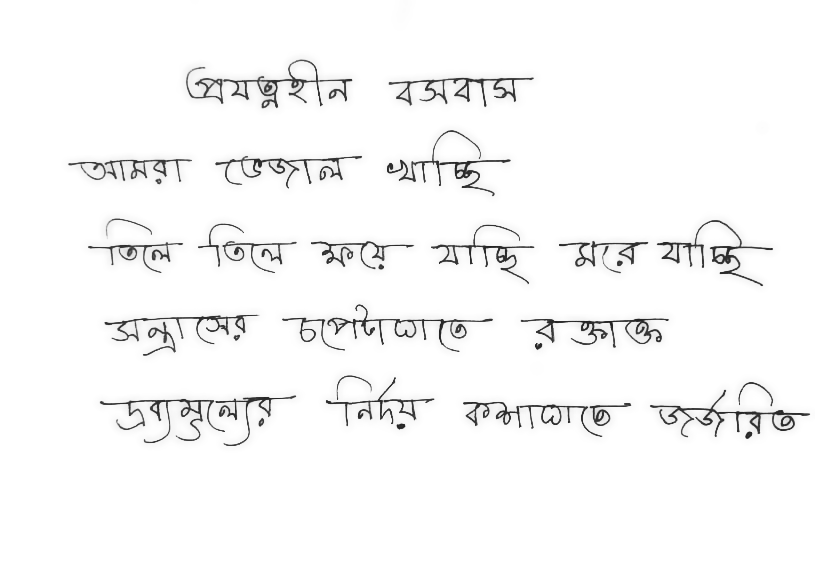 প্রযত্নহীন বসবাস
আমরা ভেজাল খাচ্ছি
তিলে তিলে ক্ষয়ে যাচ্ছি মরে যাচ্ছি
সন্ত্রাসের চপেটাঘাতে রক্তাক্ত
দ্রব্যমূল্যের নির্দয় কশাঘাতে জর্জরিত